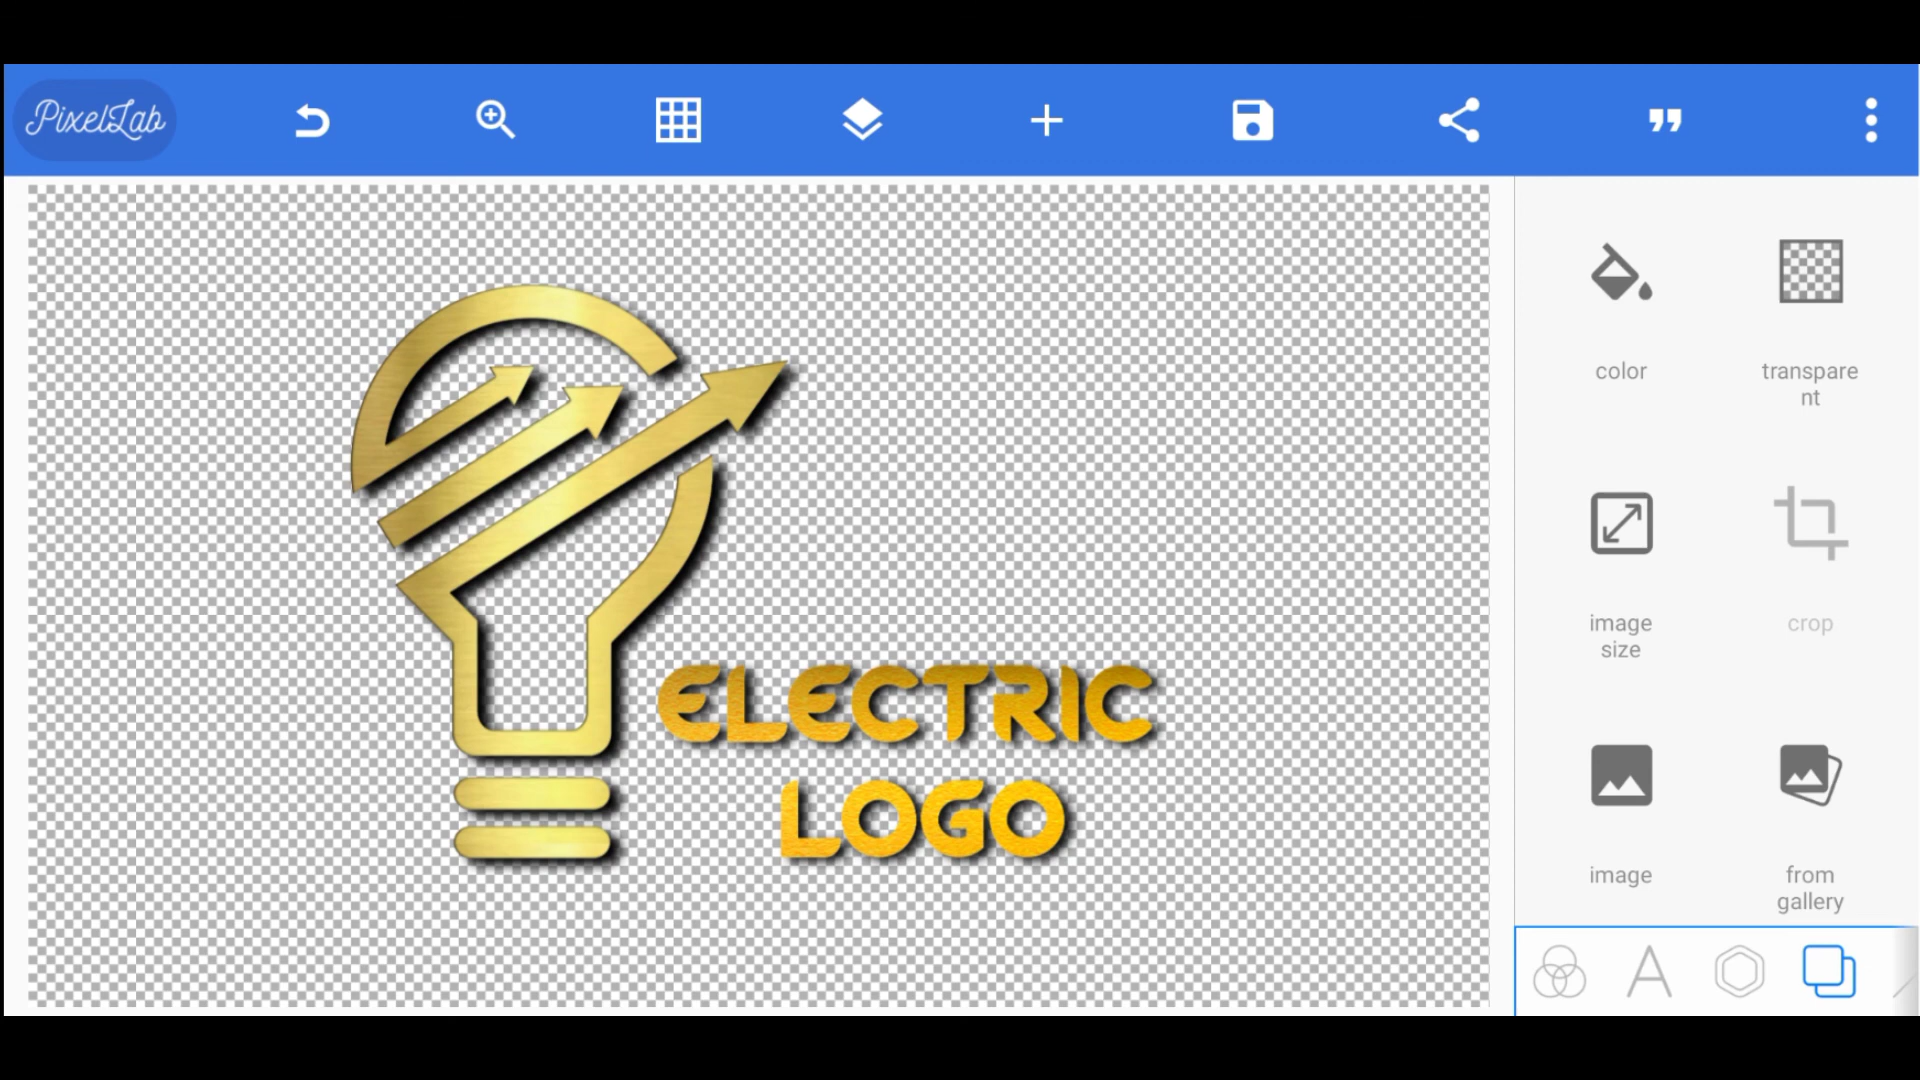 PixelLab
color
transpare
nt
image
size
crop
image
from
gallery
ELECTRIC
LOGO